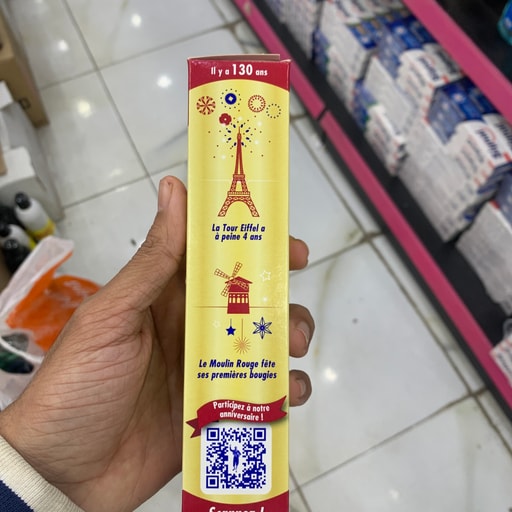 Il y a 130 ans
La Tour Eiffel a
à peine 4 ans
Le Moulin Rouge fête
ses premières bougies
Participez à notre
anniversaire !
Scannez !